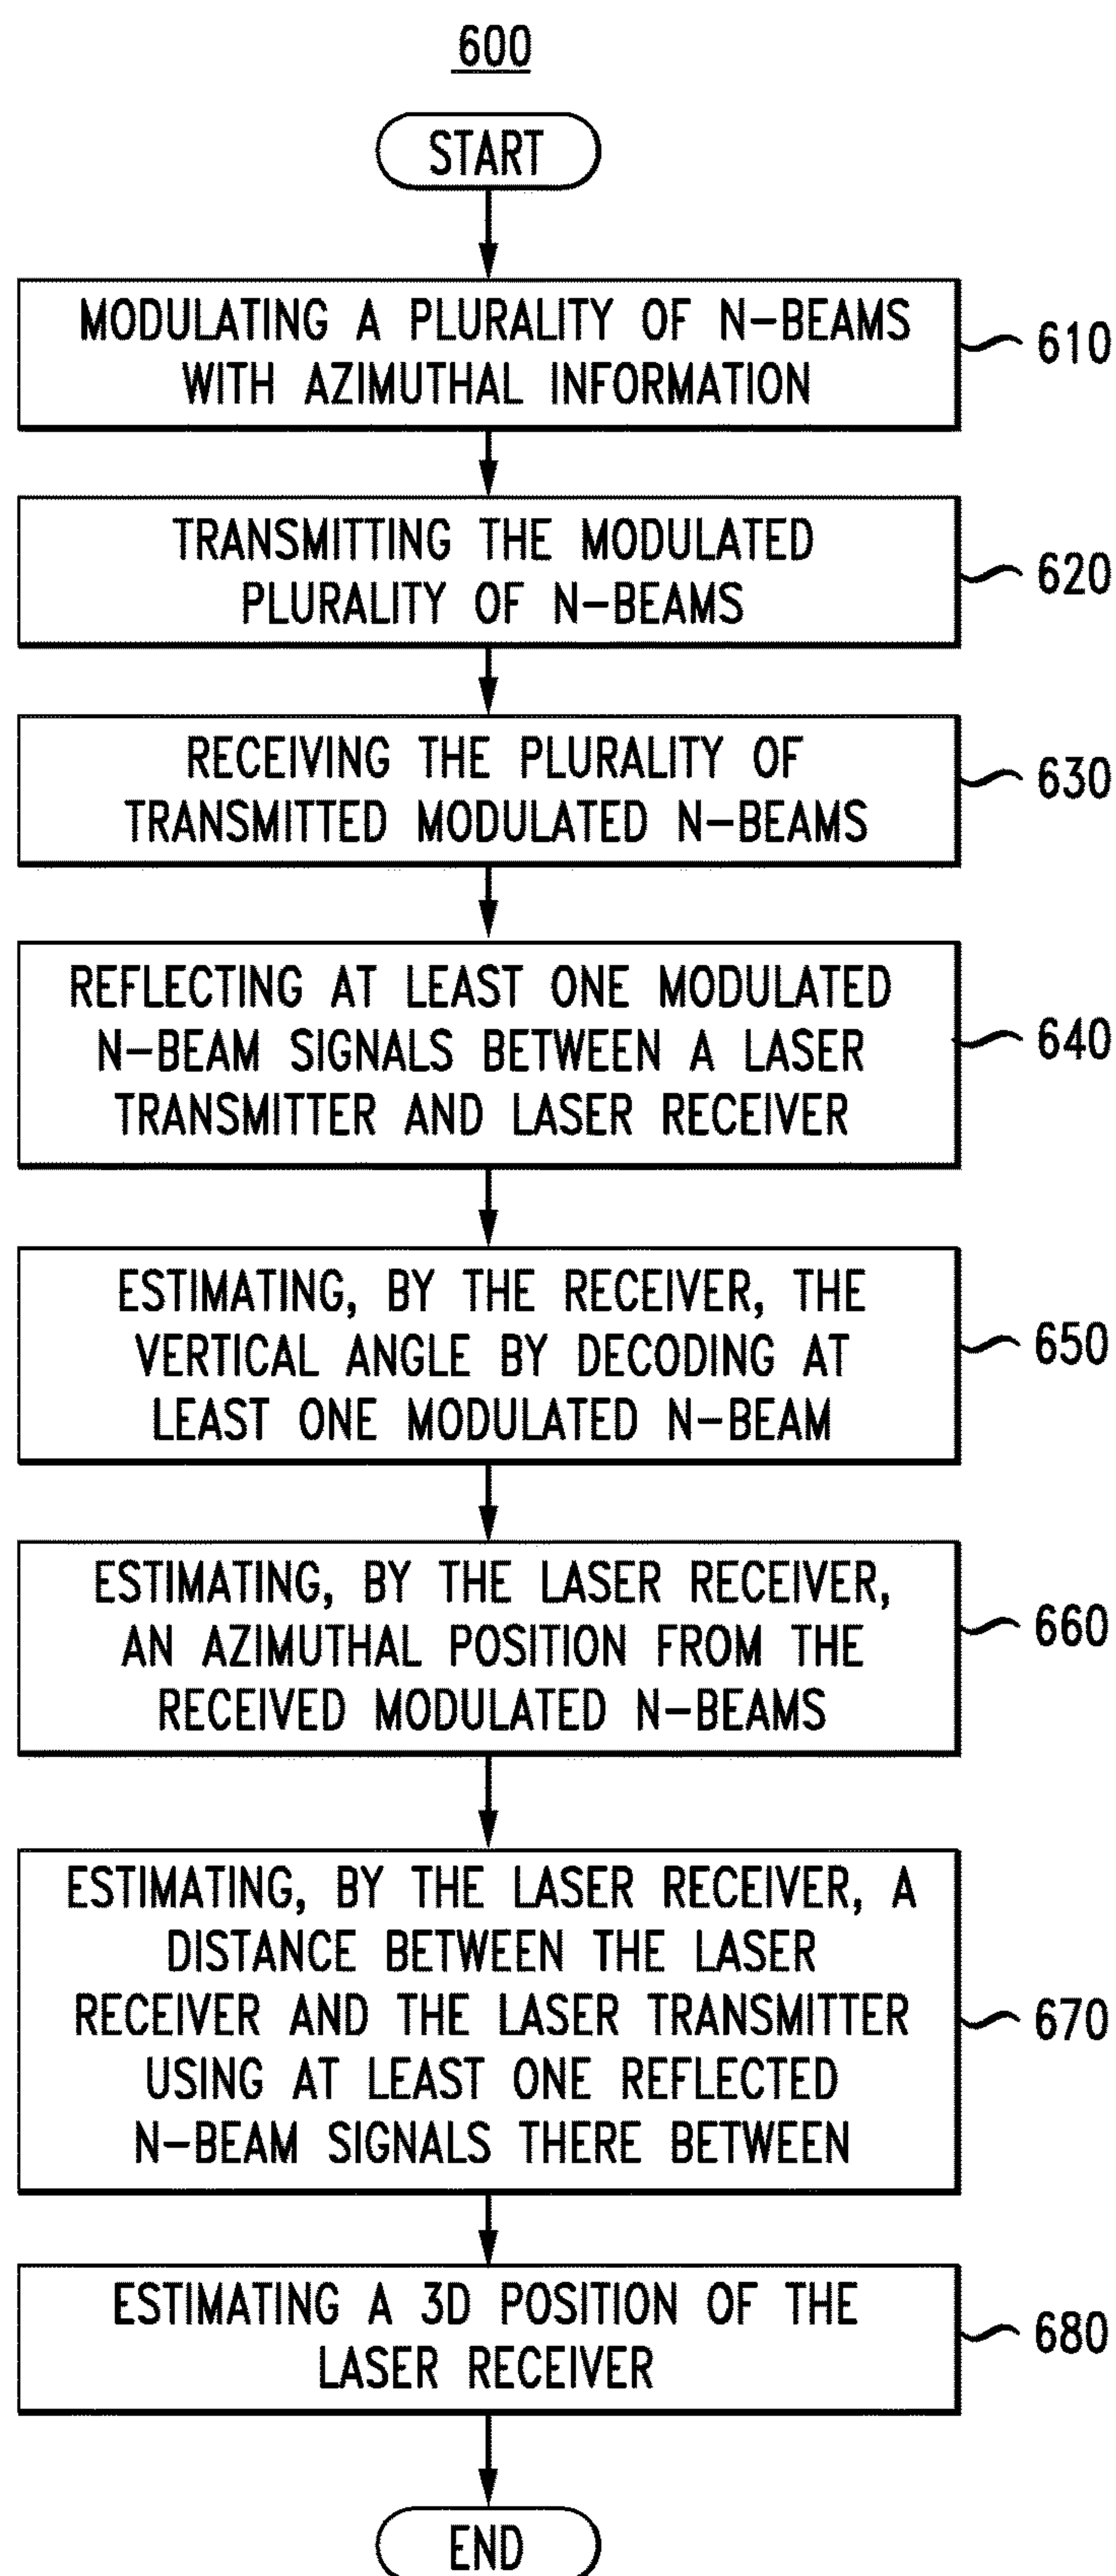 600
START
MODULATING A PLURALITY OF N-BEAMS
WITH AZIMUTHAL INFORMATION
610
TRANSMITTING THE MODULATED
PLURALITY OF N-BEAMS
620
RECEIVING THE PLURALITY OF
TRANSMITTED MODULATED N-BEAMS
630
REFLECTING AT LEAST ONE MODULATED
N-BEAM SIGNALS BETWEEN A LASER
TRANSMITTER AND LASER RECEIVER
640
ESTIMATING, BY THE RECEIVER, THE
VERTICAL ANGLE BY DECODING AT
LEAST ONE MODULATED N-BEAM
650
ESTIMATING, BY THE LASER RECEIVER,
AN AZIMUTHAL POSITION FROM THE
RECEIVED MODULATED N-BEAMS
660
ESTIMATING, BY THE LASER RECEIVER, A
DISTANCE BETWEEN THE LASER
RECEIVER AND THE LASER TRANSMITTER
USING AT LEAST ONE REFLECTED
N-BEAM SIGNALS THERE BETWEEN
670
ESTIMATING A 3D POSITION OF THE
LASER RECEIVER
680
END